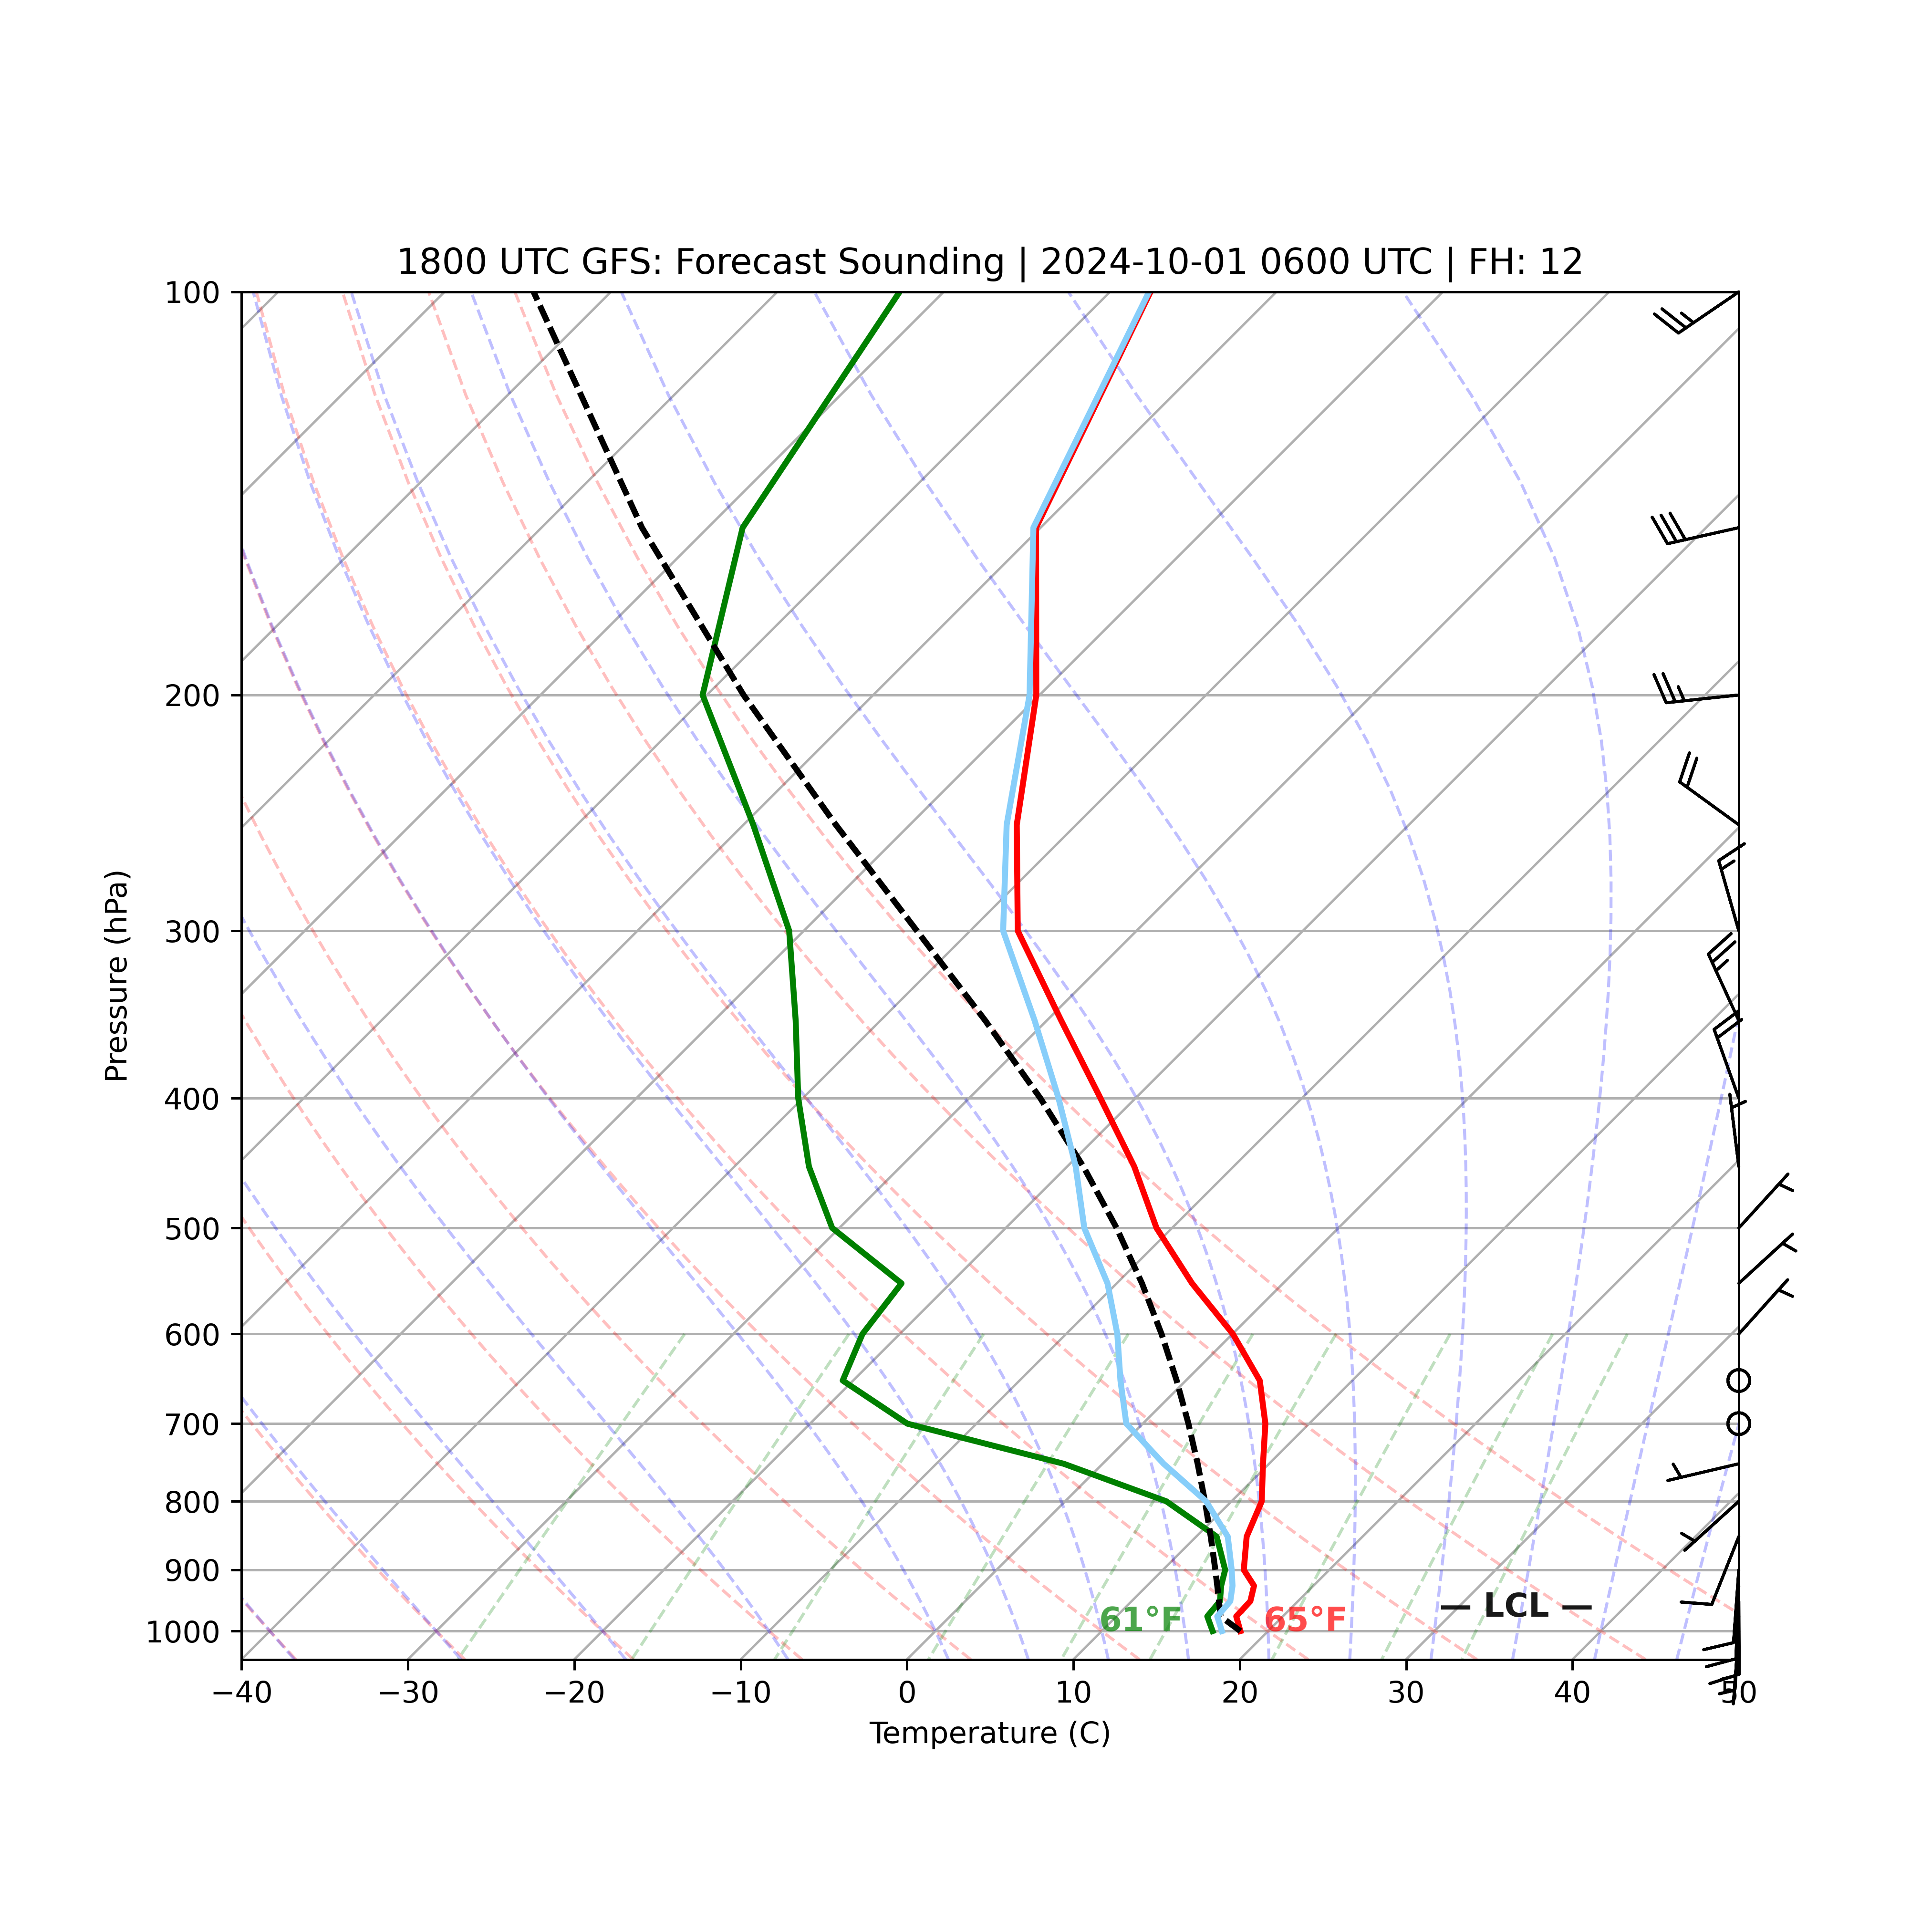 1800 UTC GFS: Forecast Sounding | 2024-10-01 0600 UTC | FH: 12
100
200
300
400
500
600
700
800
900
1000
Pressure (hPa)
61°F
65°F
— LCL —
−40 −30 −20 −10 0 10 20 30 40 50
Temperature (C)